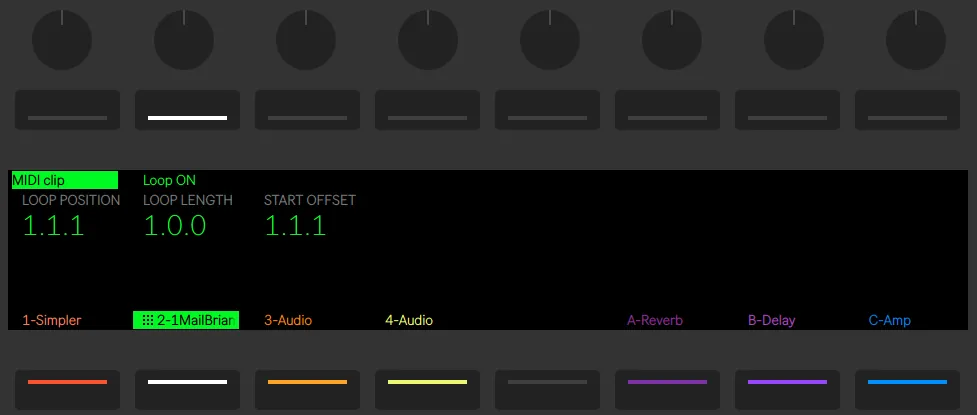 MIDI clip Loop ON
LOOP POSITION LOOP LENGTH START OFFSET
1.1.1 1.0.0 1.1.1
1-Simpler 2-1MailBrian 3-Audio 4-Audio A-Reverb B-Delay C-Amp